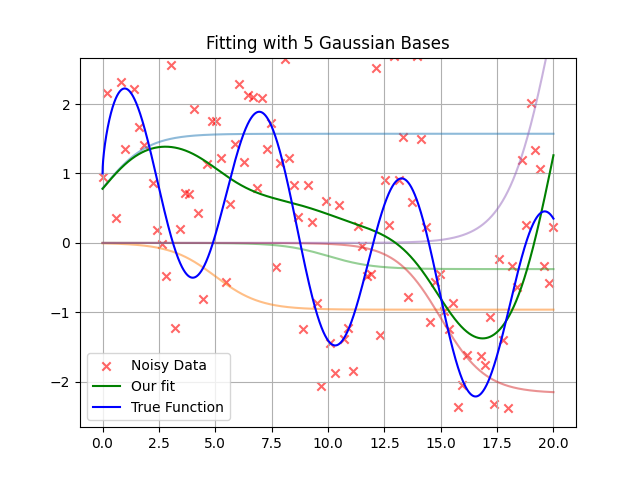 Fitting with 5 Gaussian Bases
2
1
0
−1
−2
Noisy Data
Our fit
True Function
0.0 2.5 5.0 7.5 10.0 12.5 15.0 17.5 20.0